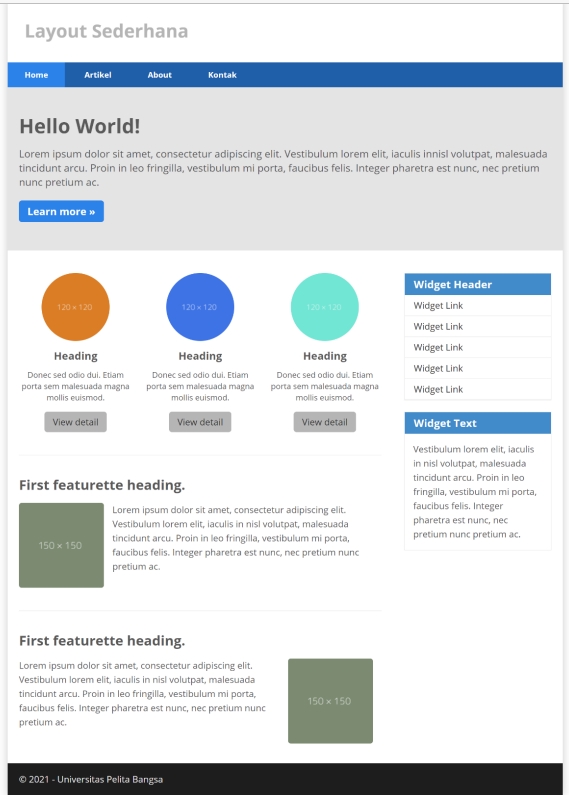 Layout Sederhana
Home Artikel About Kontak
Hello World!
Lorem ipsum dolor sit amet, consectetur adipiscing elit. Vestibulum lorem elit, iaculis innisl volutpat, malesuada
tincidunt arcu. Proin in leo fringilla, vestibulum mi porta, faucibus felis. Integer pharetra est nunc, nec pretium
nunc pretium ac.
Learn more »
120 × 120
Heading
Donec sed odio dui. Etiam
porta sem malesuada magna
mollis euismod.
View detail
120 × 120
Heading
Donec sed odio dui. Etiam
porta sem malesuada magna
mollis euismod.
View detail
120 × 120
Heading
Donec sed odio dui. Etiam
porta sem malesuada magna
mollis euismod.
View detail
First featurette heading.
150 × 150
Lorem ipsum dolor sit amet, consectetur adipiscing elit.
Vestibulum lorem elit, iaculis in nisl volutpat, malesuada
tincidunt arcu. Proin in leo fringilla, vestibulum mi porta,
faucibus felis. Integer pharetra est nunc, nec pretium nunc
pretium ac.
First featurette heading.
Lorem ipsum dolor sit amet, consectetur adipiscing elit.
Vestibulum lorem elit, iaculis in nisl volutpat, malesuada
tincidunt arcu. Proin in leo fringilla, vestibulum mi porta,
faucibus felis. Integer pharetra est nunc, nec pretium nunc
pretium ac.
150 × 150
Widget Header
Widget Link
Widget Link
Widget Link
Widget Link
Widget Link
Widget Text
Vestibulum lorem elit, iaculis
in nisl volutpat, malesuada
tincidunt arcu. Proin in leo
fringilla, vestibulum mi porta,
faucibus felis. Integer
pharetra est nunc, nec
pretium nunc pretium ac.
© 2021 - Universitas Pelita Bangsa